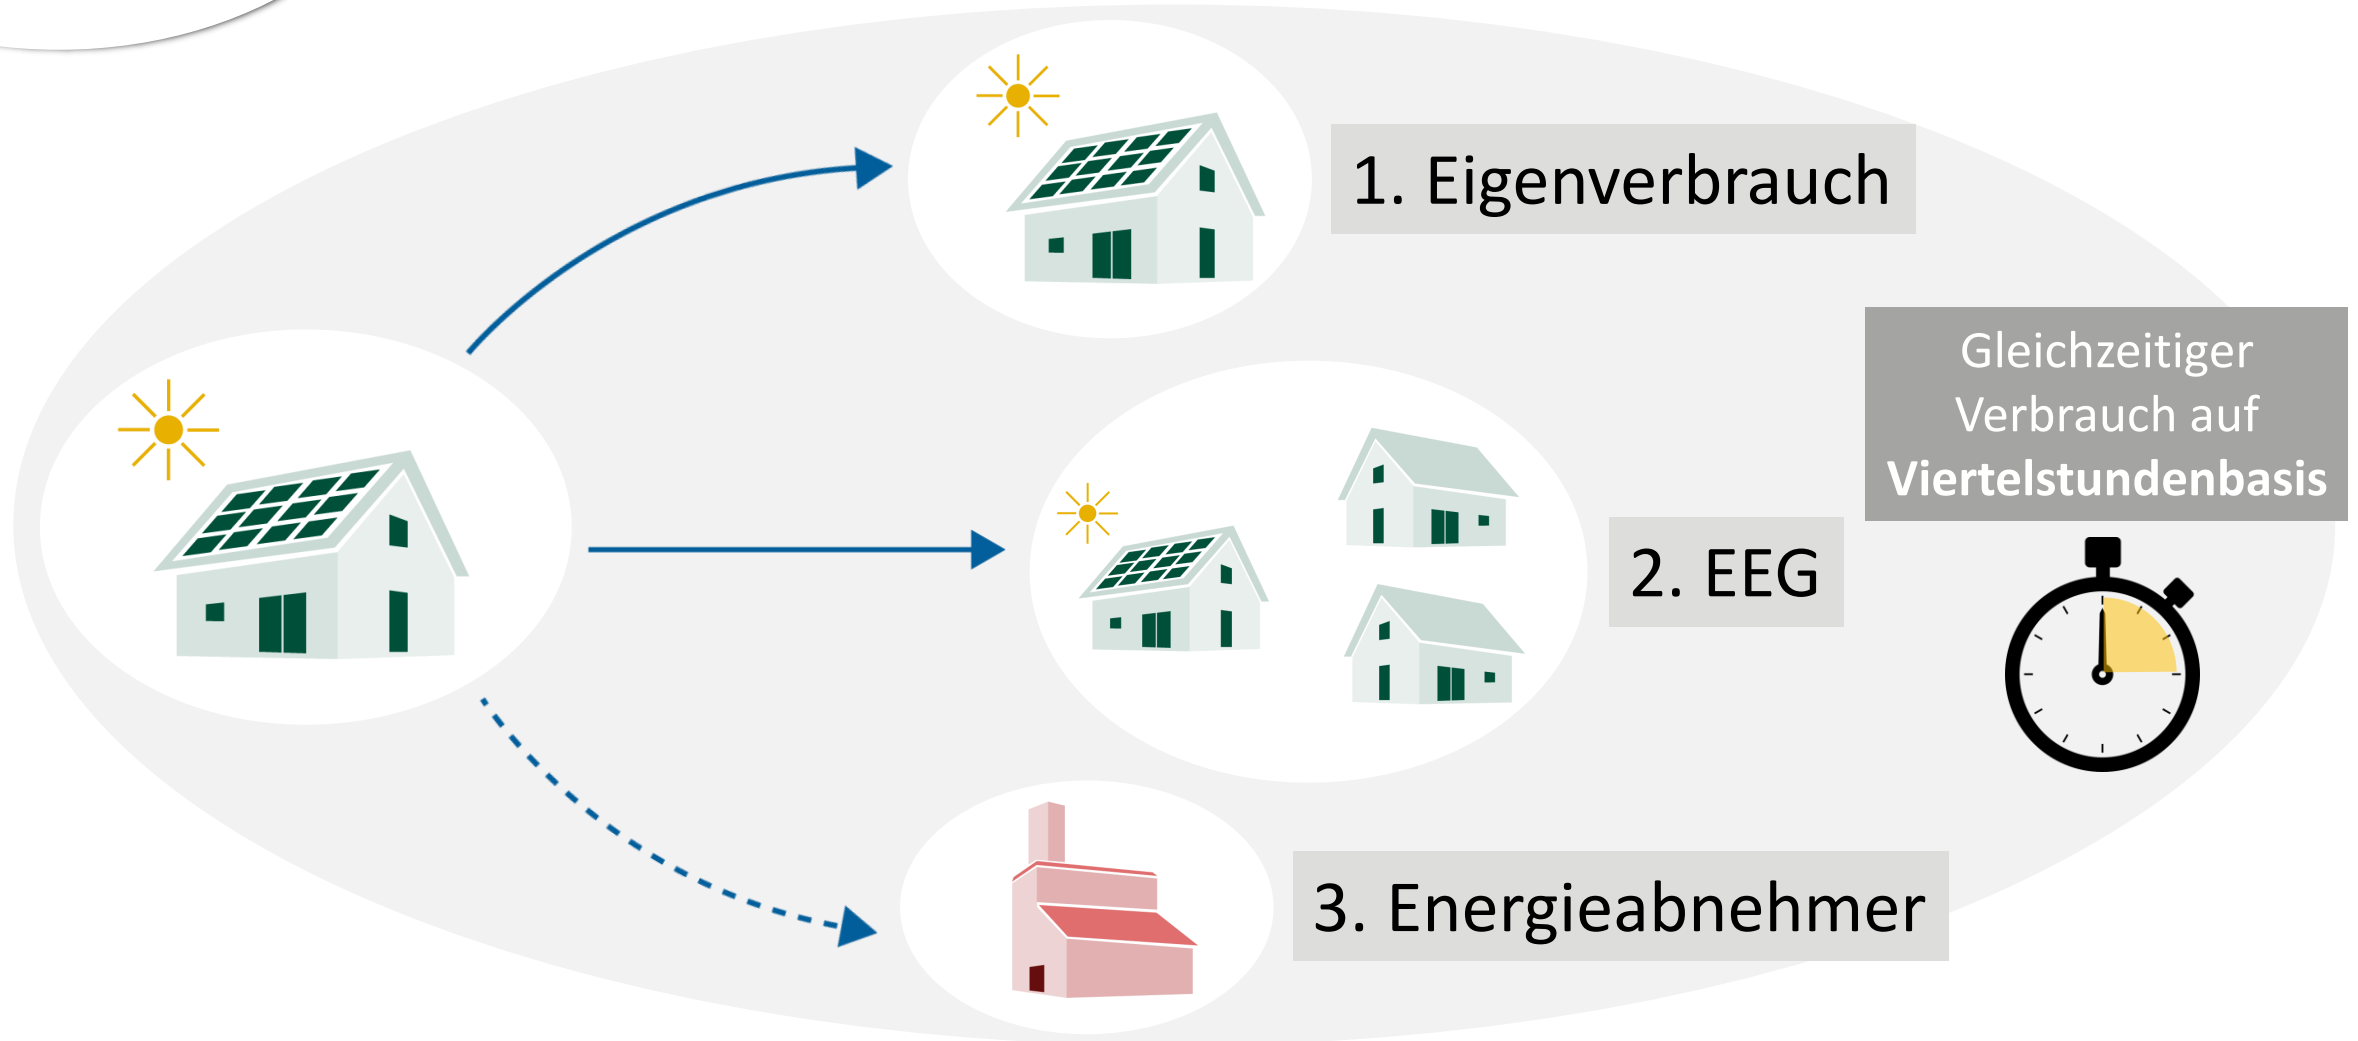 1. Eigenverbrauch
Gleichzeitiger
Verbrauch auf
Viertelstundenbasis
2. EEG
3. Energieabnehmer